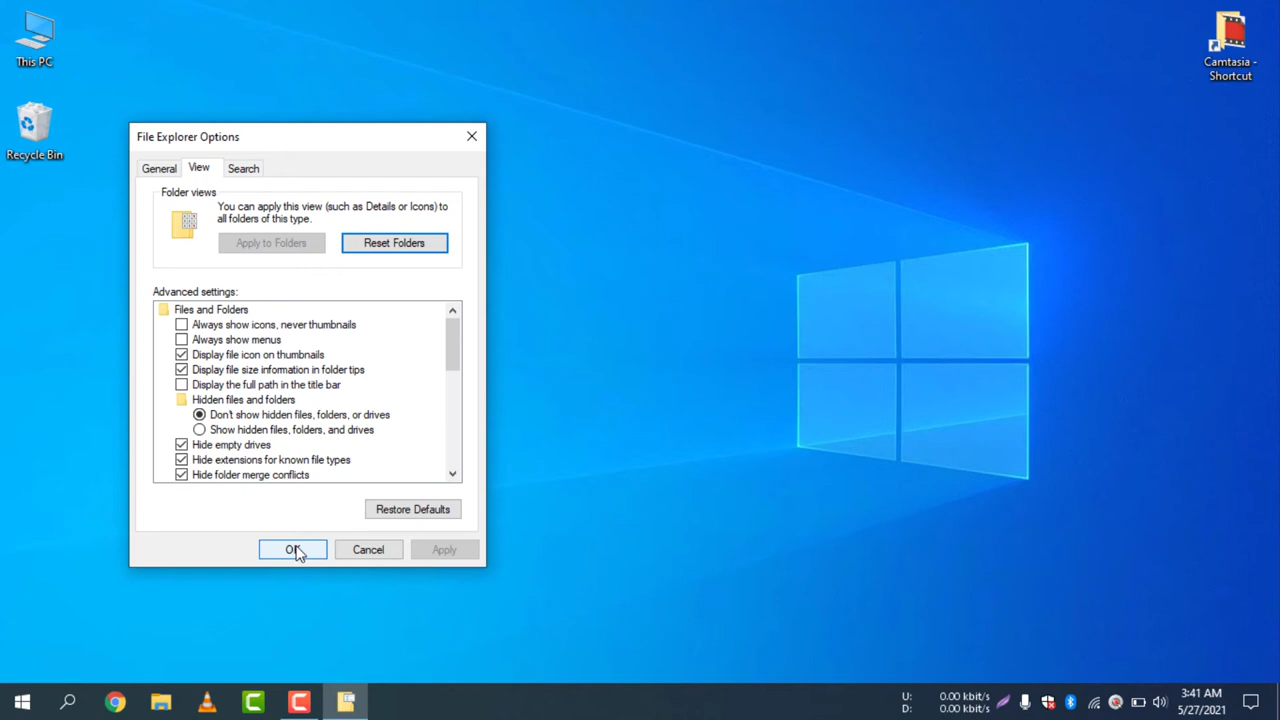 This PC
Recycle Bin
Camtasia -
Shortcut
File Explorer Options
General
View
Search
Folder views
You can apply this view (such as Details or Icons) to
all folders of this type.
Apply to Folders
Reset Folders
Advanced settings:
Files and Folders
Always show icons, never thumbnails
Always show menus
Display file icon on thumbnails
Display file size information in folder tips
Display the full path in the title bar
Hidden files and folders
Don't show hidden files, folders, or drives
Show hidden files, folders, and drives
Hide empty drives
Hide extensions for known file types
Hide folder merge conflicts
Restore Defaults
OK
Cancel
Apply
U: 0.00 kbit/s
D: 0.00 kbit/s
3:41 AM
5/27/2021